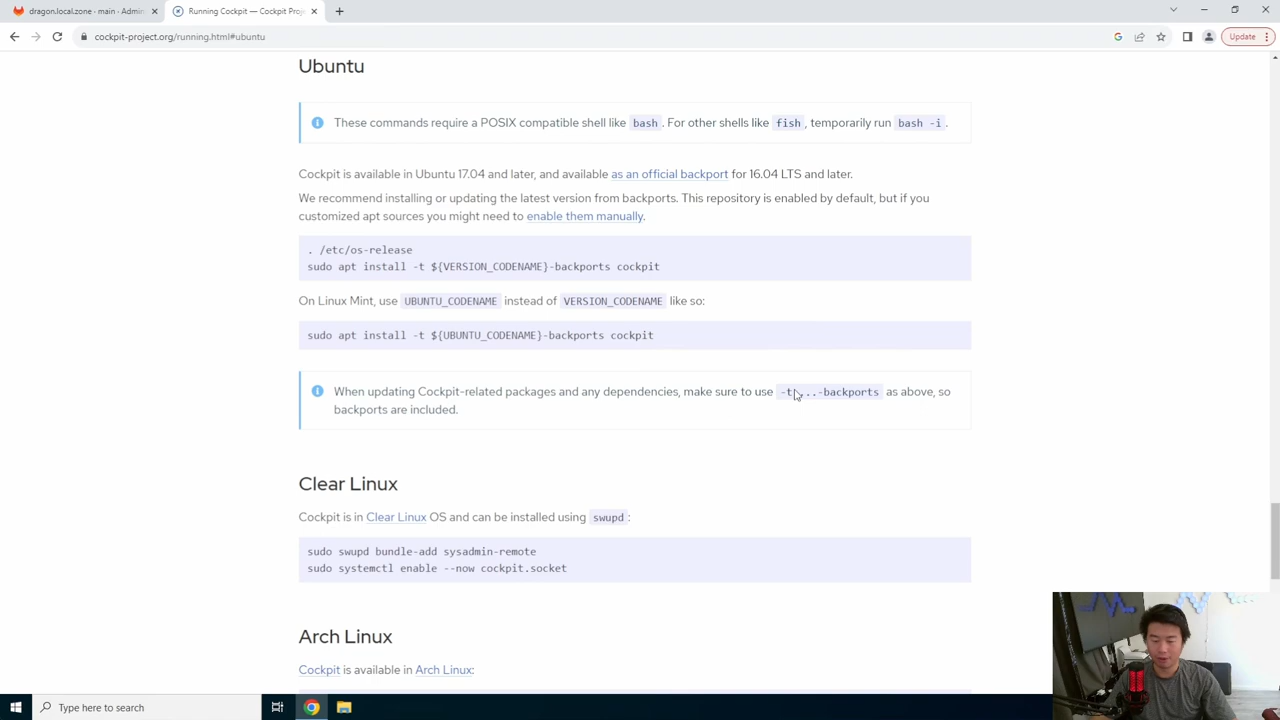 dragon.local.zone - main - Admin
Running Cockpit — Cockpit Proj
cockpit-project.org/running.html#ubuntu
Update
Ubuntu
These commands require a POSIX compatible shell like bash. For other shells like fish, temporarily run bash -i.
Cockpit is available in Ubuntu 17.04 and later, and available as an official backport for 16.04 LTS and later.
We recommend installing or updating the latest version from backports. This repository is enabled by default, but if you
customized apt sources you might need to enable them manually.
. /etc/os-release
sudo apt install -t ${VERSION_CODENAME}-backports cockpit
On Linux Mint, use UBUNTU_CODENAME instead of VERSION_CODENAME like so:
sudo apt install -t ${UBUNTU_CODENAME}-backports cockpit
When updating Cockpit-related packages and any dependencies, make sure to use -t ...-backports as above, so
backports are included.
Clear Linux
Cockpit is in Clear Linux OS and can be installed using swupd:
sudo swupd bundle-add sysadmin-remote
sudo systemctl enable --now cockpit.socket
Arch Linux
Cockpit is available in Arch Linux:
Type here to search